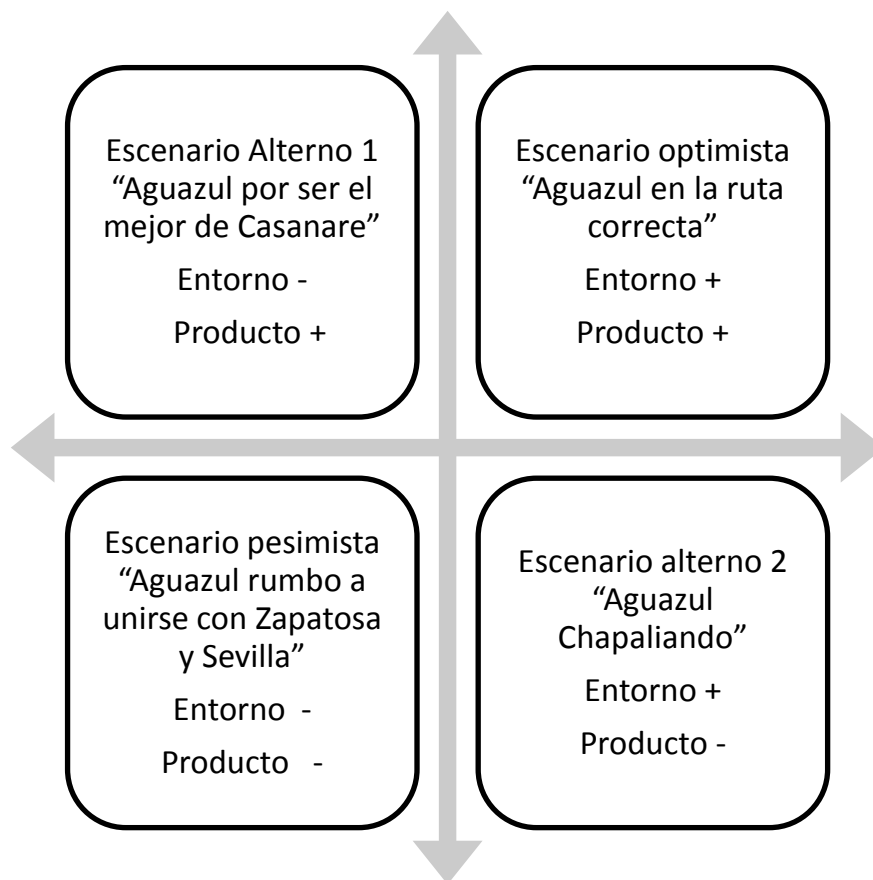 Escenario Alterno 1
“Aguazul por ser el
mejor de Casanare”
Entorno -
Producto +
Escenario optimista
“Aguazul en la ruta
correcta”
Entorno +
Producto +
Escenario pesimista
“Aguazul rumbo a
unirse con Zapatosa
y Sevilla”
Entorno -
Producto -
Escenario alterno 2
“Aguazul
Chapaliando”
Entorno +
Producto -